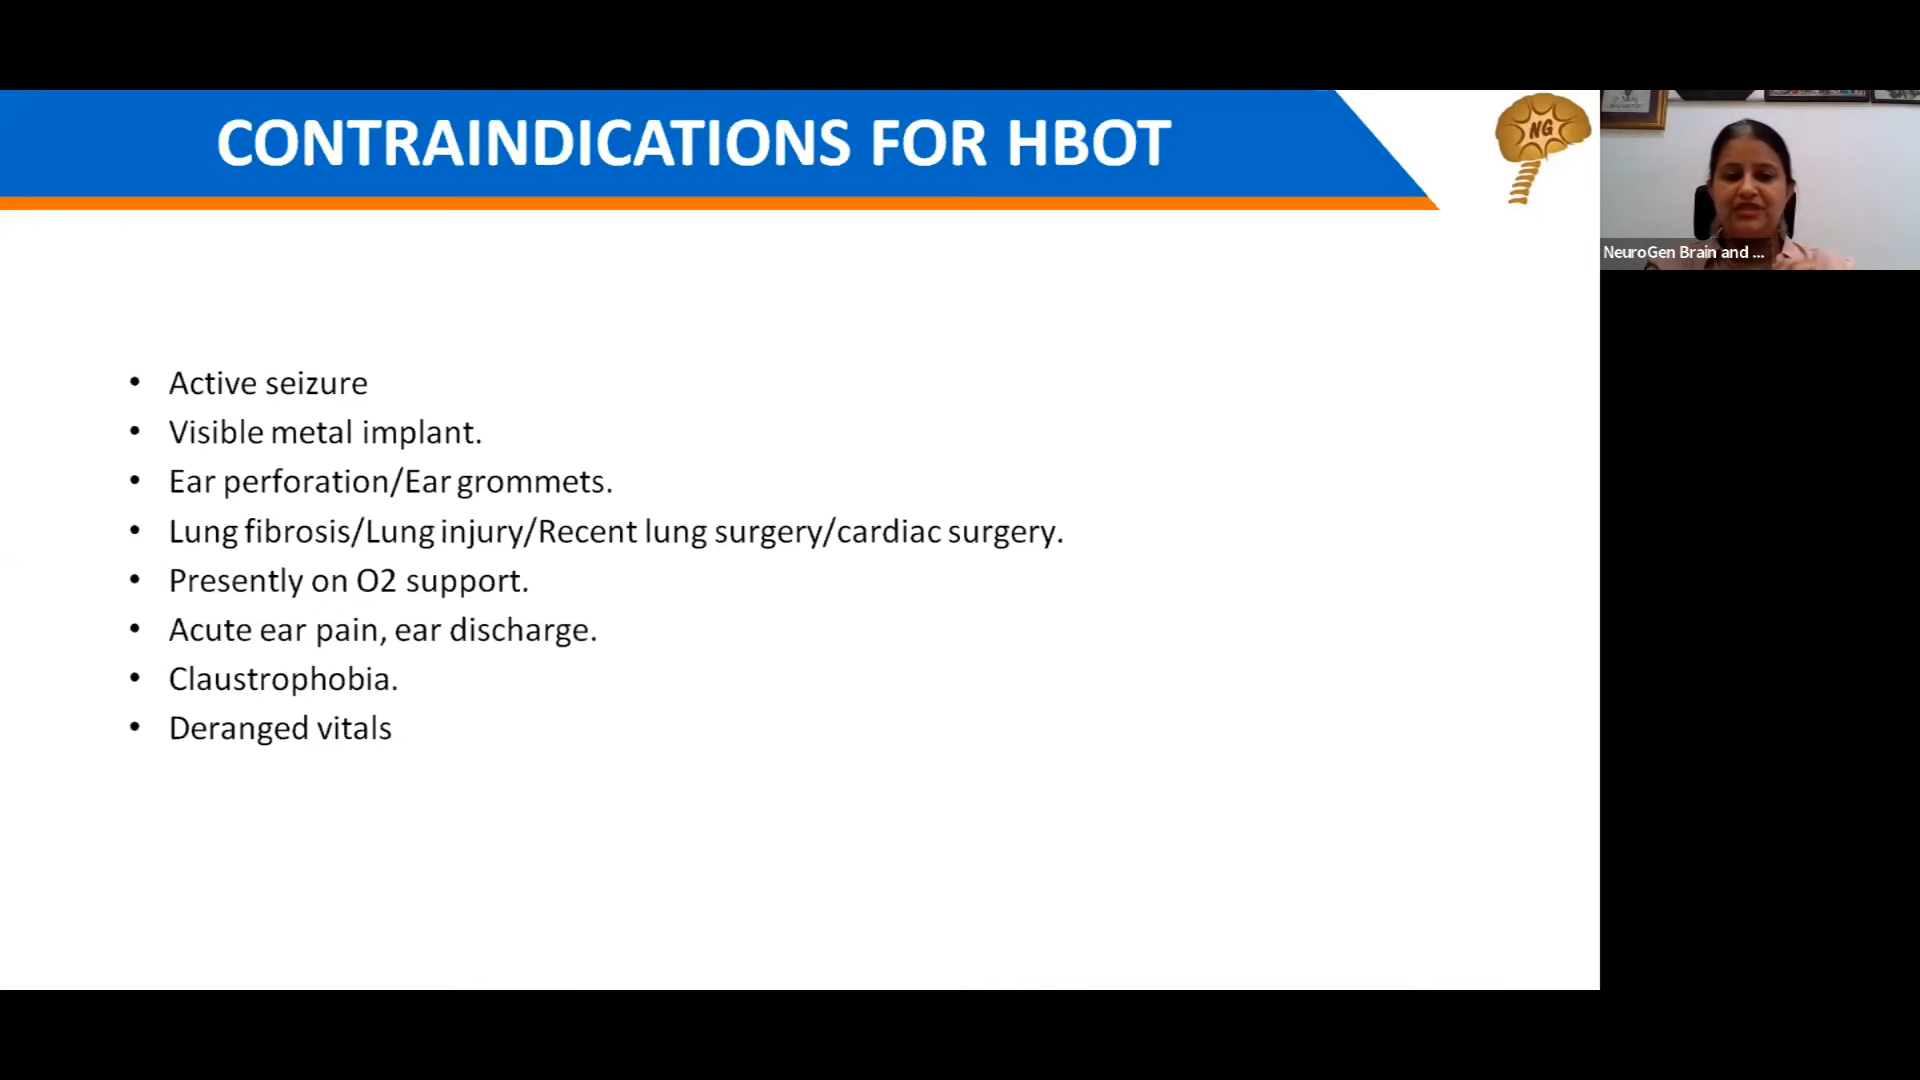 CONTRAINDICATIONS FOR HBOT
NG
NeuroGen Brain and ...
• Active seizure
• Visible metal implant.
• Ear perforation/Ear grommets.
• Lung fibrosis/Lung injury/Recent lung surgery/cardiac surgery.
• Presently on O2 support.
• Acute ear pain, ear discharge.
• Claustrophobia.
• Deranged vitals